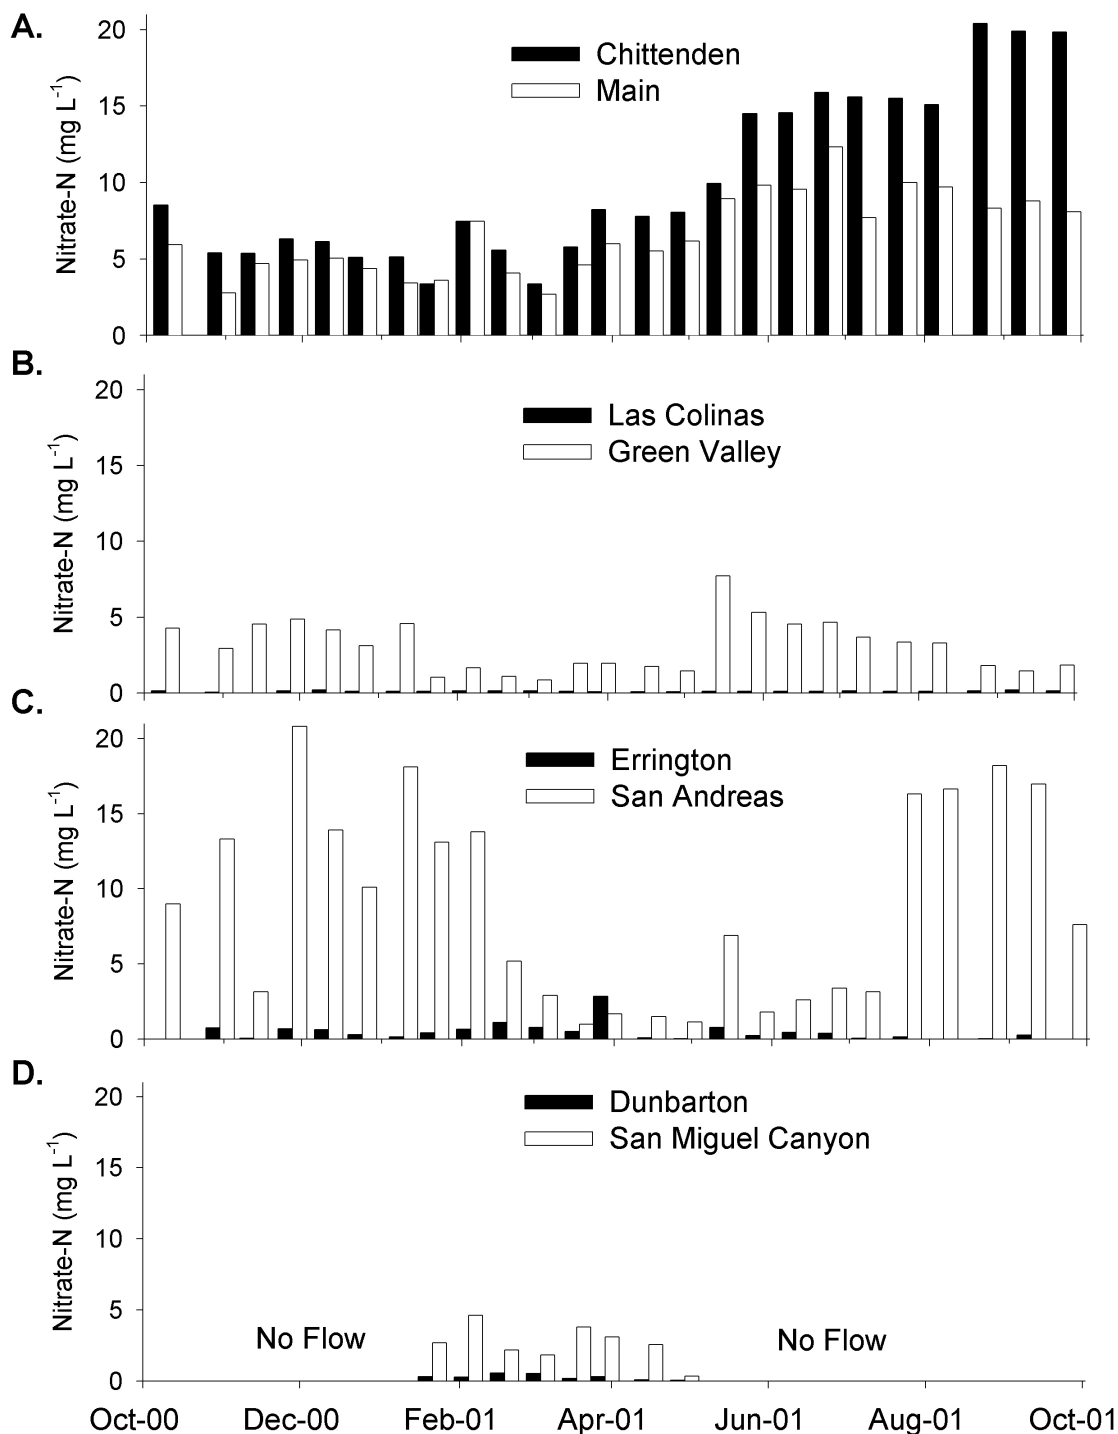 A.
Nitrate-N (mg L⁻¹)
20
15
10
5
0
Chittenden
Main
B.
Nitrate-N (mg L⁻¹)
20
15
10
5
0
Las Colinas
Green Valley
C.
Nitrate-N (mg L⁻¹)
20
15
10
5
0
Errington
San Andreas
D.
Nitrate-N (mg L⁻¹)
20
15
10
5
0
Dunbarton
San Miguel Canyon
No Flow
No Flow
Oct-00 Dec-00 Feb-01 Apr-01 Jun-01 Aug-01 Oct-01